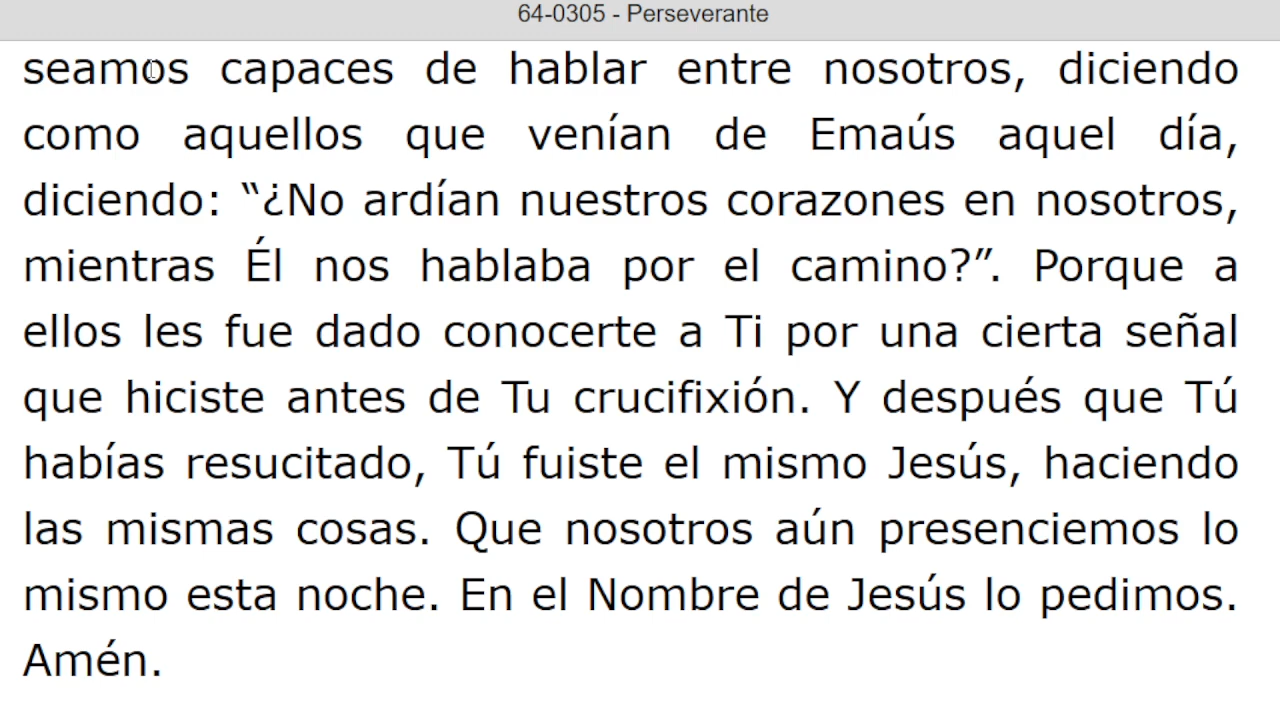 64-0305 - Perseverante
seamos capaces de hablar entre nosotros, diciendo
como aquellos que venían de Emaús aquel día,
diciendo: “¿No ardían nuestros corazones en nosotros,
mientras Él nos hablaba por el camino?”. Porque a
ellos les fue dado conocerte a Ti por una cierta señal
que hiciste antes de Tu crucifixión. Y después que Tú
habías resucitado, Tú fuiste el mismo Jesús, haciendo
las mismas cosas. Que nosotros aún presenciemos lo
mismo esta noche. En el Nombre de Jesús lo pedimos.
Amén.